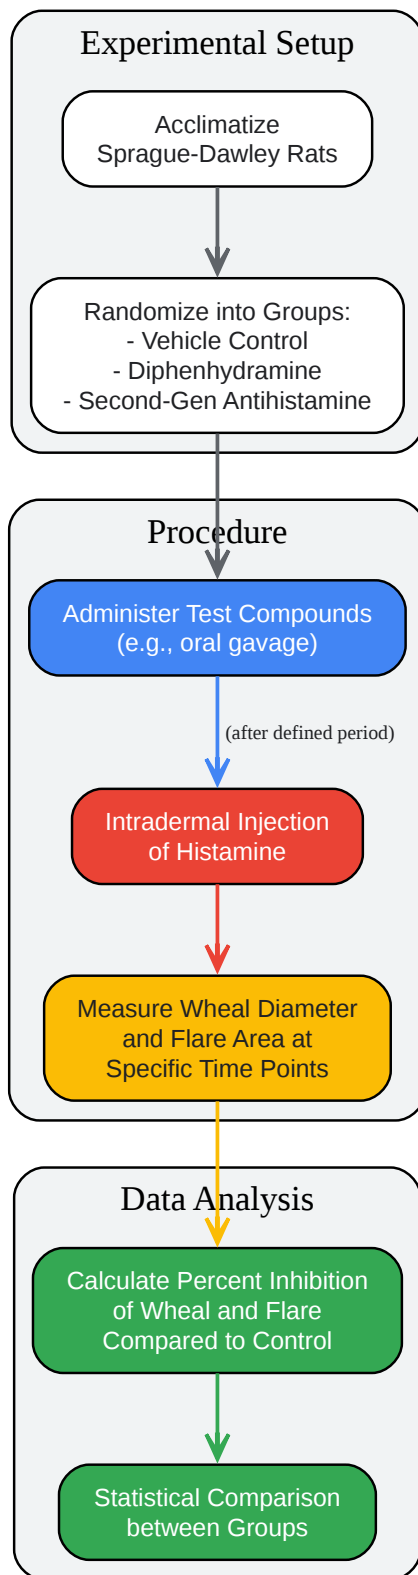 Experimental Setup
Acclimatize
Sprague-Dawley Rats
Randomize into Groups:
- Vehicle Control
- Diphenhydramine
- Second-Gen Antihistamine
Procedure
Administer Test Compounds
(e.g., oral gavage)
(after defined period)
Intradermal Injection
of Histamine
Measure Wheal Diameter
and Flare Area at
Specific Time Points
Data Analysis
Calculate Percent Inhibition
of Wheal and Flare
Compared to Control
Statistical Comparison
between Groups